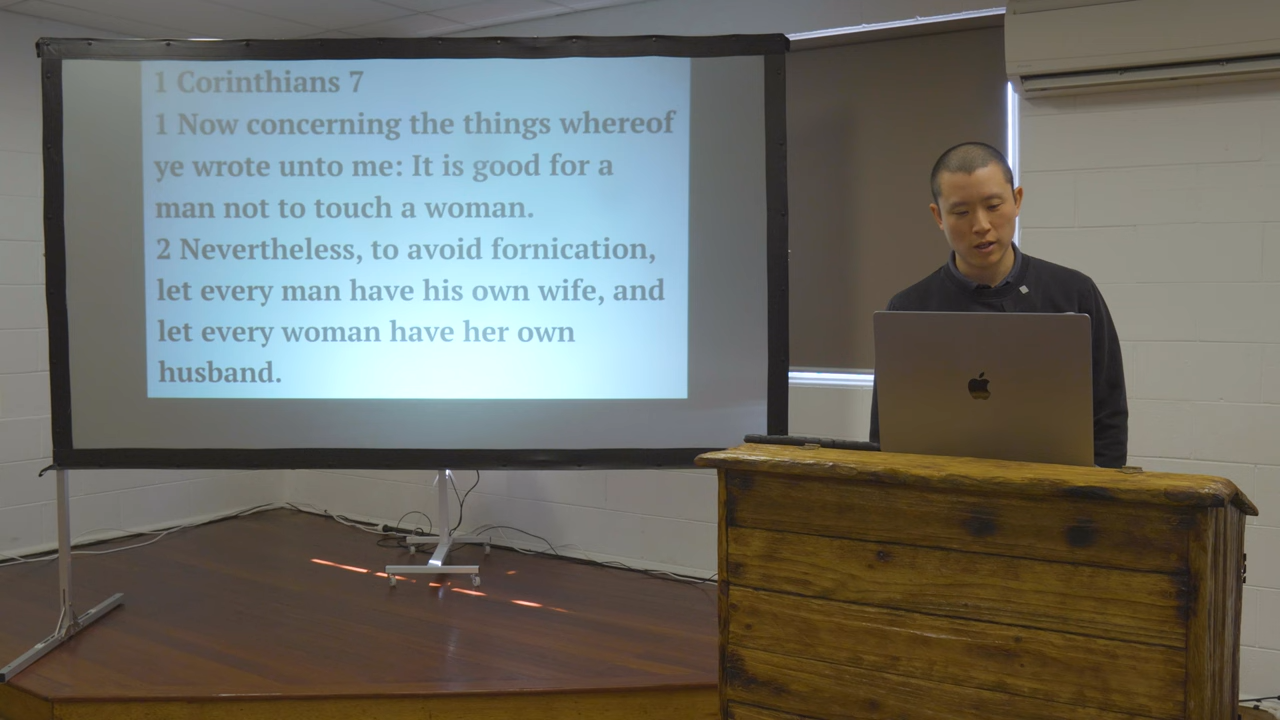 1 Corinthians 7
1 Now concerning the things whereof
ye wrote unto me: It is good for a
man not to touch a woman.
2 Nevertheless, to avoid fornication,
let every man have his own wife, and
let every woman have her own
husband.